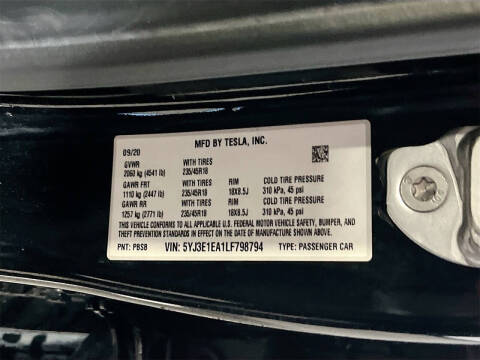 MFD BY TESLA, INC.
09/20
GVWR WITH TIRES
2060 kg (4541 lb) 235/45R18
GAWR FRT WITH TIRES RIM COLD TIRE PRESSURE
1110 kg (2447 lb) 235/45R18 18X8.5J 310 kPa, 45 psi
GAWR RR WITH TIRES RIM COLD TIRE PRESSURE
1257 kg (2771 lb) 235/45R18 18X8.5J 310 kPa, 45 psi
THIS VEHICLE CONFORMS TO ALL APPLICABLE U.S. FEDERAL MOTOR VEHICLE SAFETY, BUMPER, AND
THEFT PREVENTION STANDARDS IN EFFECT ON THE DATE OF MANUFACTURE SHOWN ABOVE.
PNT: PBSB VIN: 5YJ3E1EA1LF798794 TYPE: PASSENGER CAR